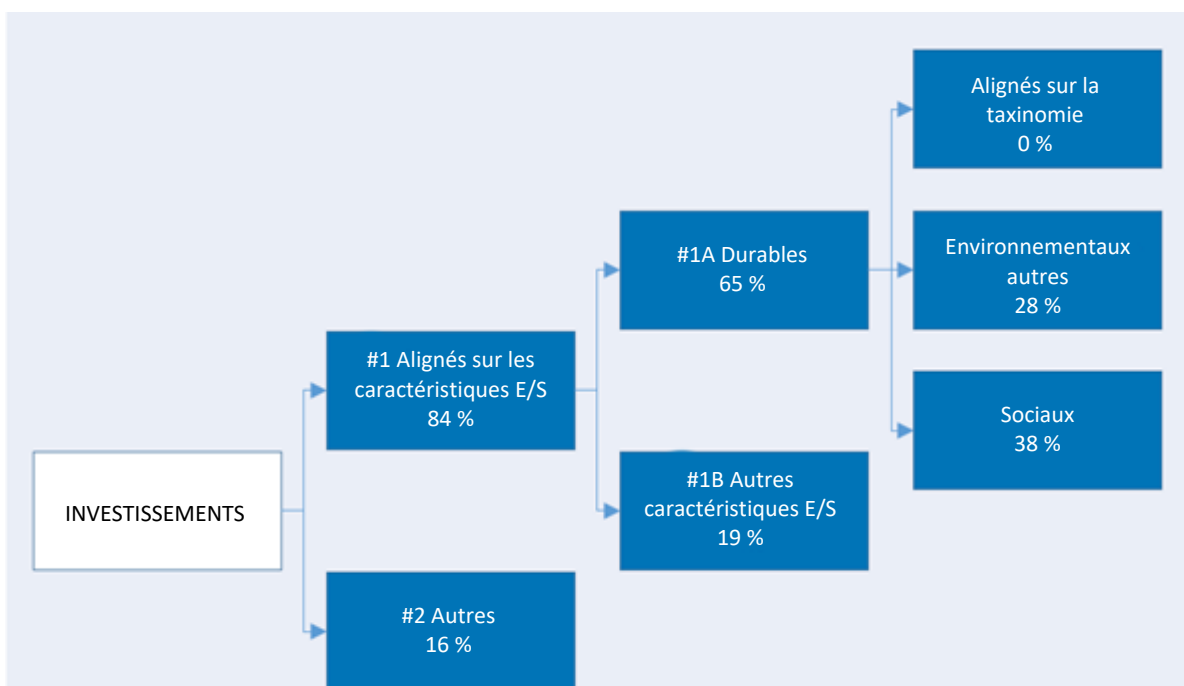 Alignés sur la
taxinomie
0 %
#1A Durables
65 %
Environnementaux
autres
28 %
#1 Alignés sur les
caractéristiques E/S
84 %
Sociaux
38 %
#1B Autres
caractéristiques E/S
19 %
INVESTISSEMENTS
#2 Autres
16 %